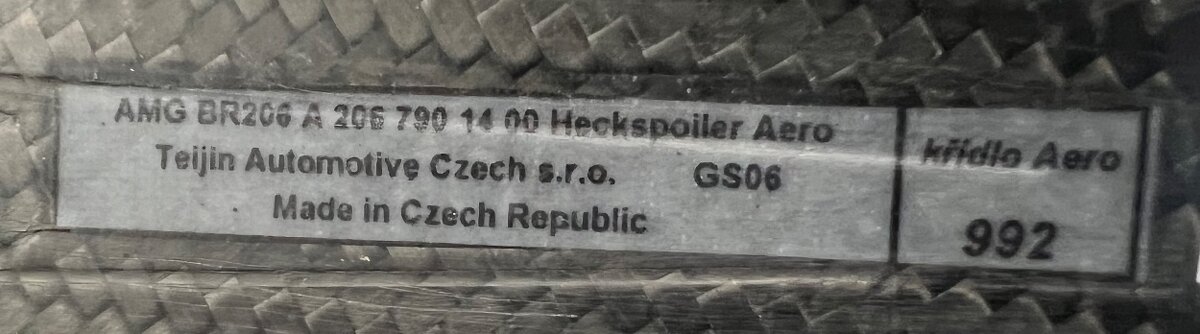 AMG BR206 A 206 790 14 00 Heckspoiler Aero
Teijin Automotive Czech s.r.o. GS06
Made in Czech Republic
křídlo Aero
992